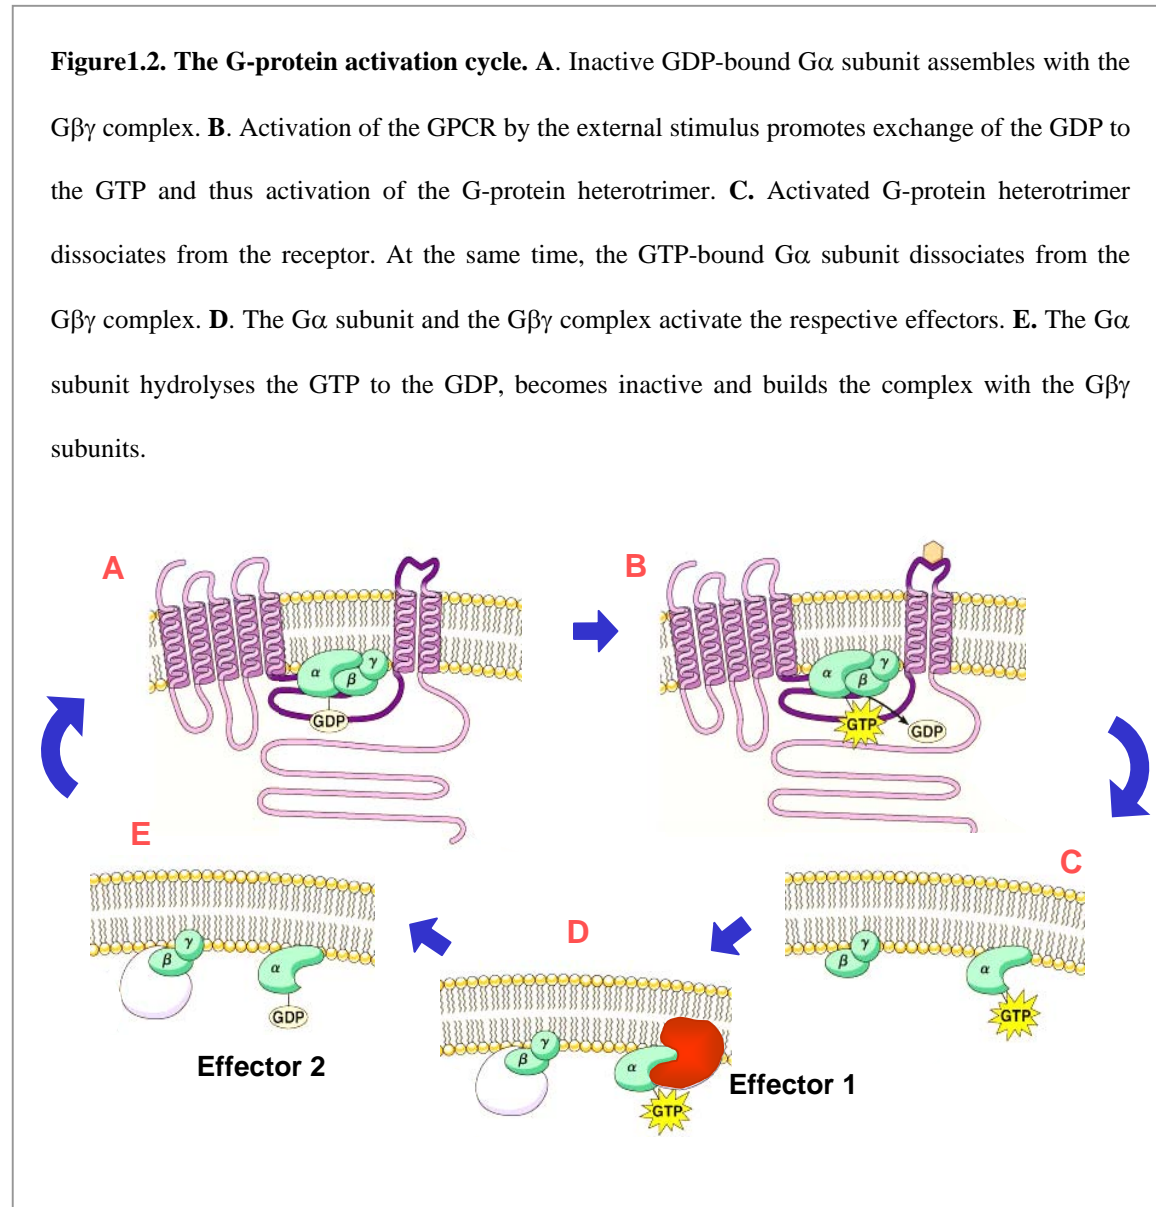 Figure1.2. The G-protein activation cycle. A. Inactive GDP-bound Gα subunit assembles with the
Gβγ complex. B. Activation of the GPCR by the external stimulus promotes exchange of the GDP to
the GTP and thus activation of the G-protein heterotrimer. C. Activated G-protein heterotrimer
dissociates from the receptor. At the same time, the GTP-bound Gα subunit dissociates from the
Gβγ complex. D. The Gα subunit and the Gβγ complex activate the respective effectors. E. The Gα
subunit hydrolyses the GTP to the GDP, becomes inactive and builds the complex with the Gβγ
subunits.
A
α
β
γ
GDP
B
α
β
γ
GTP
GDP
C
β
γ
α
GTP
D
β
γ
α
GTP
Effector 1
E
β
γ
α
GDP
Effector 2